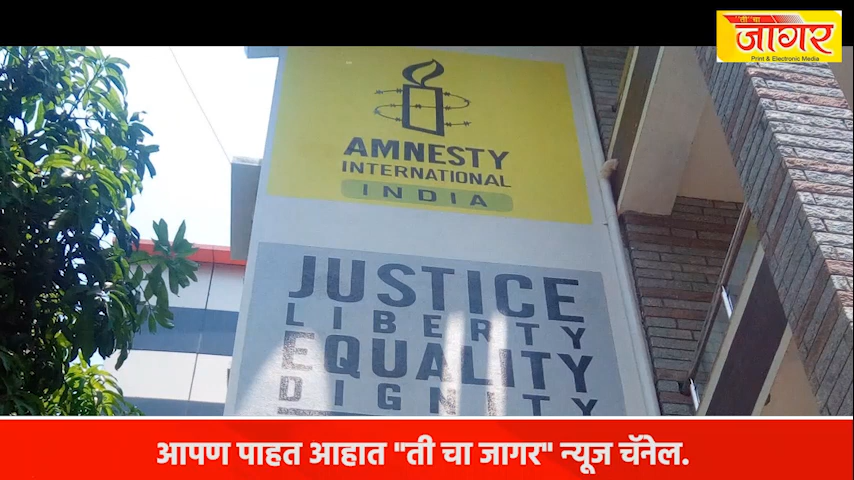 "ती" चा
जागर
Print & Electronic Media
AMNESTY
INTERNATIONAL
INDIA
JUSTICE
LIBERTY
EQUALITY
DIGNITY
आपण पाहत आहात "ती चा जागर" न्यूज चॅनेल.